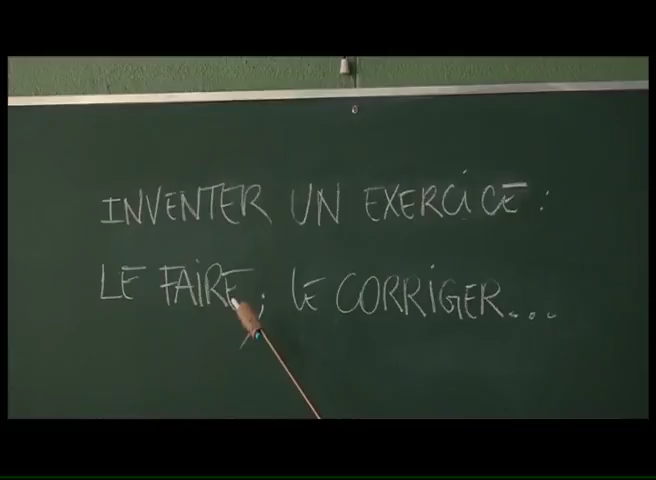 INVENTER UN EXERCICE :
LE FAIRE ; LE CORRIGER...